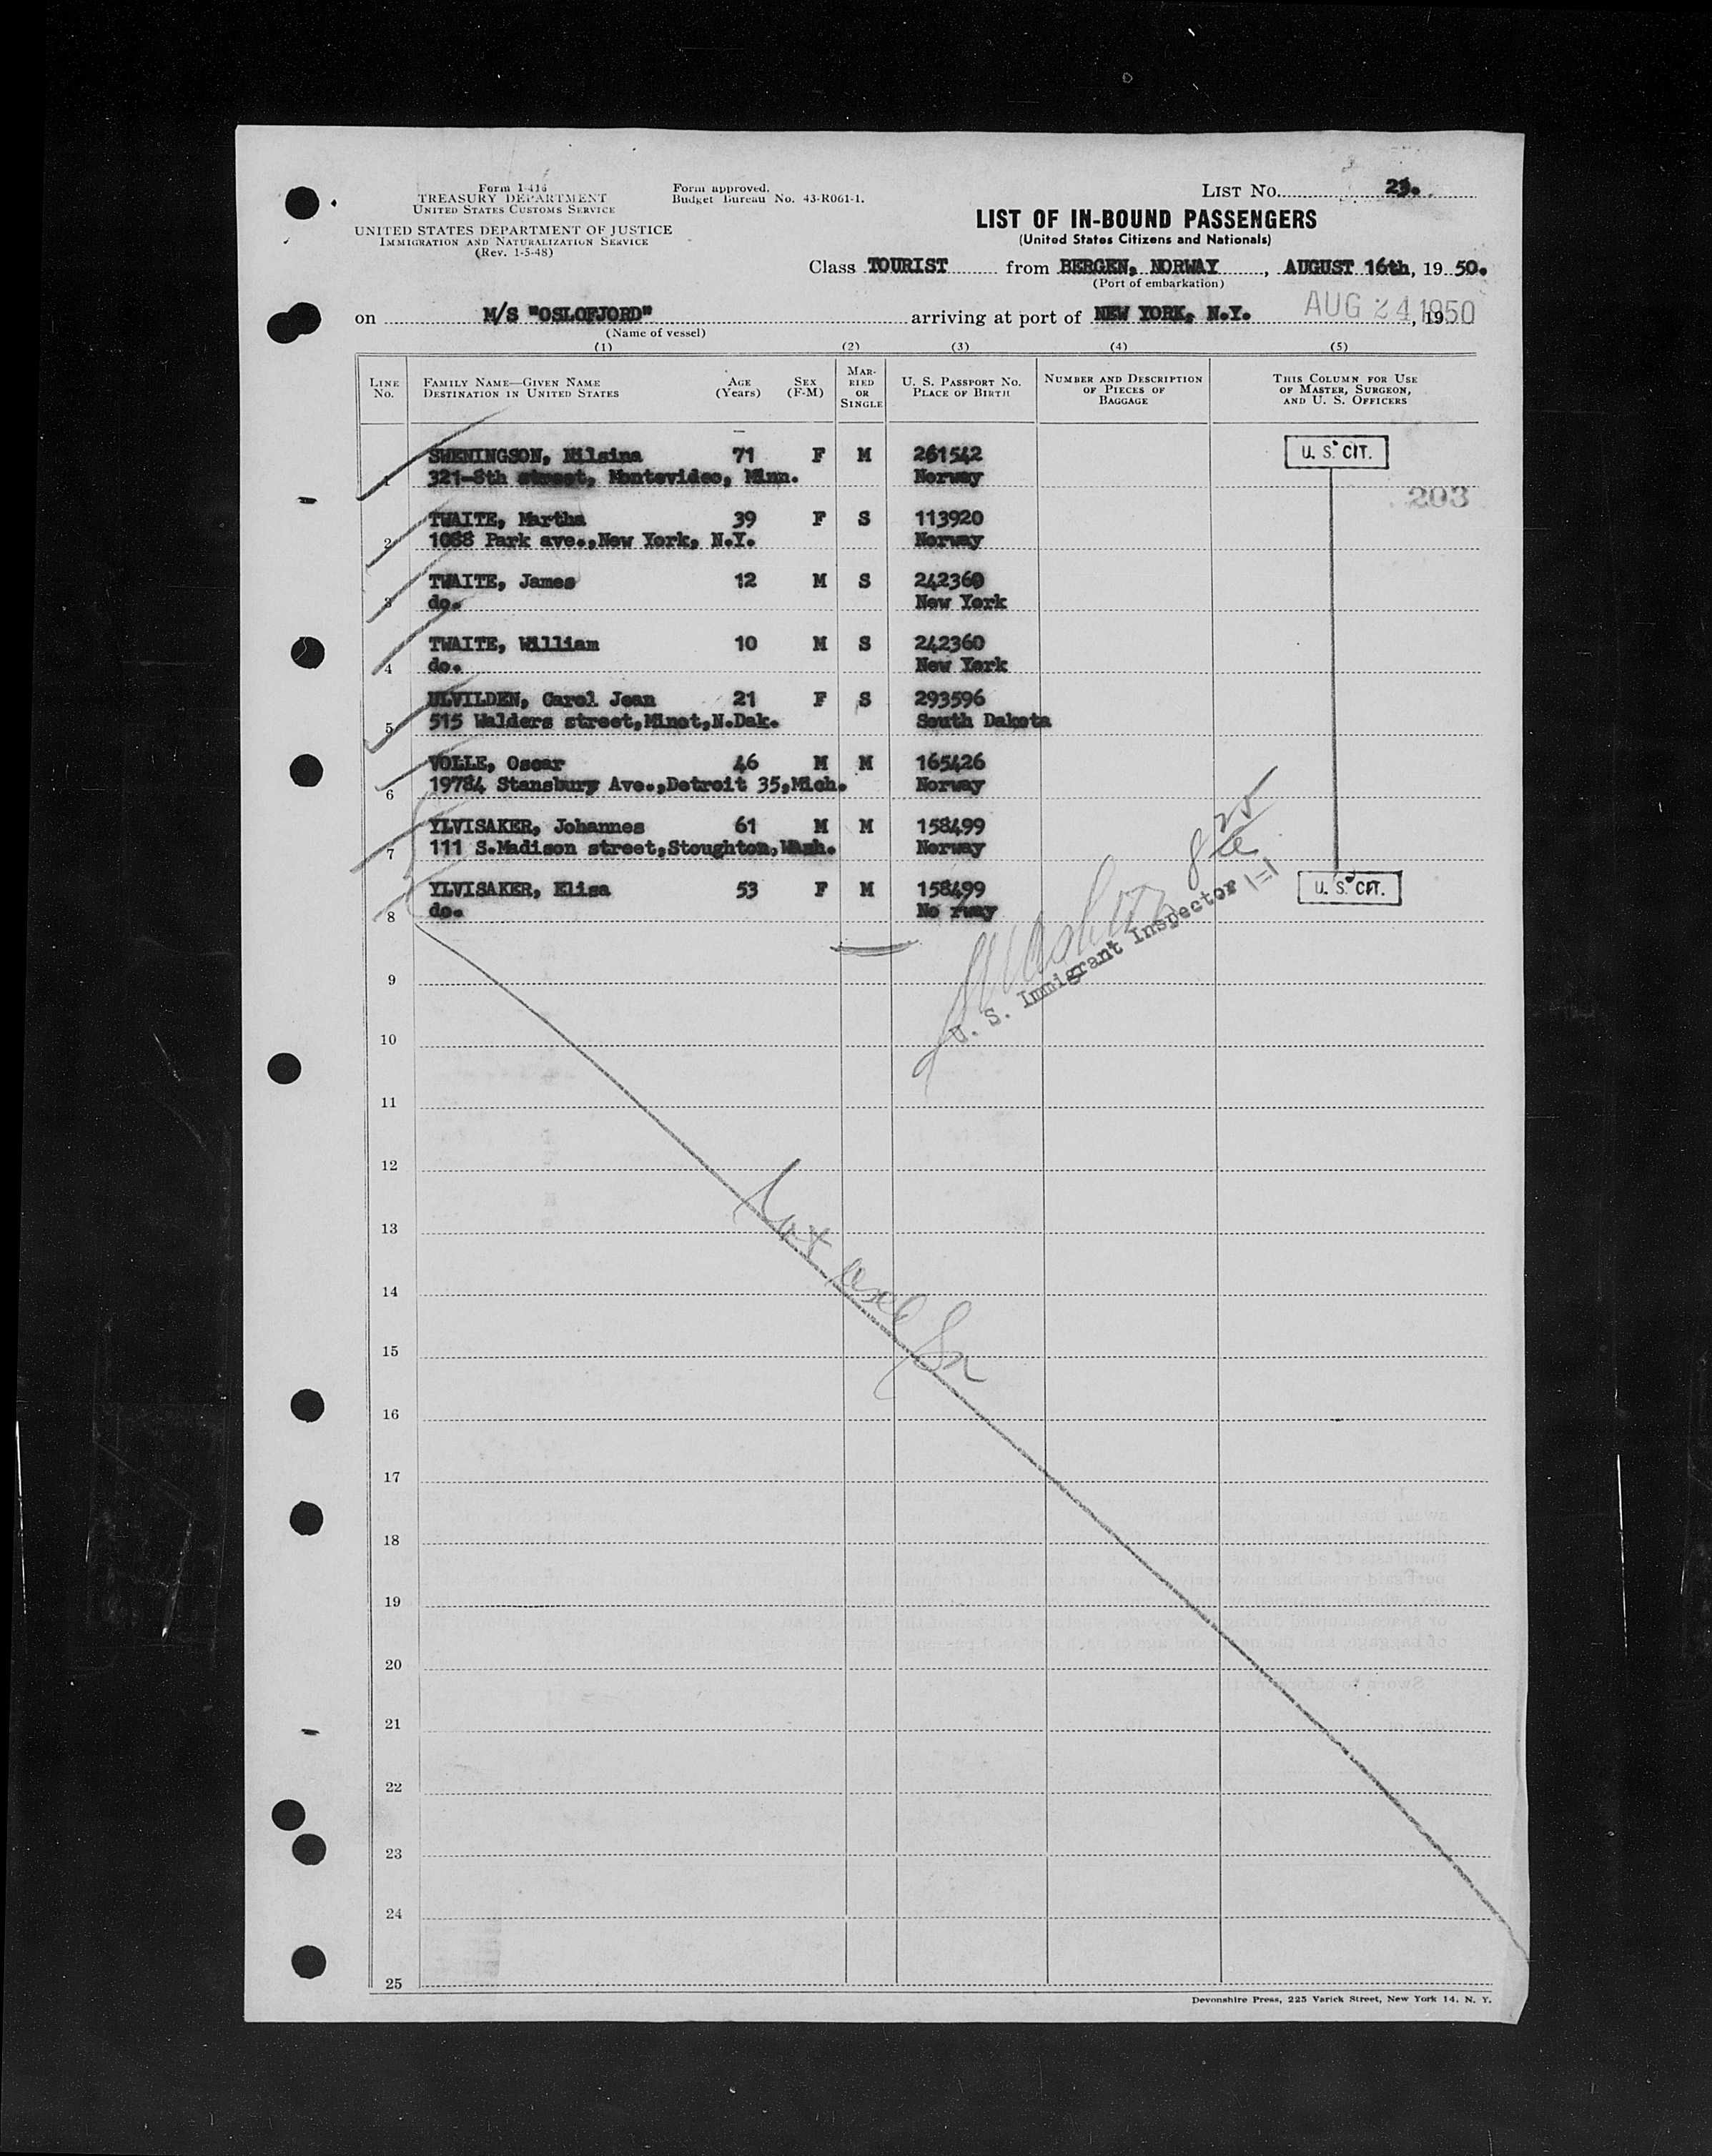 Form I-416
TREASURY DEPARTMENT
UNITED STATES CUSTOMS SERVICE
UNITED STATES DEPARTMENT OF JUSTICE
IMMIGRATION AND NATURALIZATION SERVICE
(Rev. 1-5-48)
Form approved.
Budget Bureau No. 43-R061-1.
LIST No. 
LIST OF IN-BOUND PASSENGERS
(United States Citizens and Nationals)
Class TOURIST from BERGEN, NORWAY, AUGUST 16th, 19 50.
(Port of embarkation)
on M/S "OSLOFJORD" arriving at port of NEW YORK, N.Y. AUG 24 1950, 19
(Name of vessel)
(1) (2) (3) (4) (5)
LINE No. FAMILY NAME—GIVEN NAME DESTINATION IN UNITED STATES AGE (Years) SEX (F-M) MARRIED OR SINGLE U. S. PASSPORT No. PLACE OF BIRTH NUMBER AND DESCRIPTION OF PIECES OF BAGGAGE THIS COLUMN FOR USE OF MASTER, SURGEON, AND U. S. OFFICERS
SWENINGSON, Nilsina 71 F M 261542 U. S. CIT.
1 321-8th street, Montevideo, Minn. Norway
203
TWAITE, Martha 39 F S 113920
2 1088 Park ave.,New York, N.Y. Norway
TWAITE, James 12 M S 242360
3 do. New York
TWAITE, William 10 M S 242360
4 do. New York
ULVILDEN, Carol Jean 21 F S 293596
5 515 Walders street,Minot,N.Dak. South Dakota
VOLLE, Oscar 46 M M 165426
6 19784 Stansbury Ave.,Detroit 35,Mich. Norway
YLVISAKER, Johannes 61 M M 158499
7 111 S.Madison street,Stoughton,Wash. Norway
YLVISAKER, Elisa 53 F M 158499 U. S. CIT.
8 do. No rway
U. S. Immigrant Inspector
9
10
11
12
13
Not used
14
15
16
17
18
19
20
21
22
23
24
25
Devonshire Press, 225 Varick Street, New York 14, N. Y.